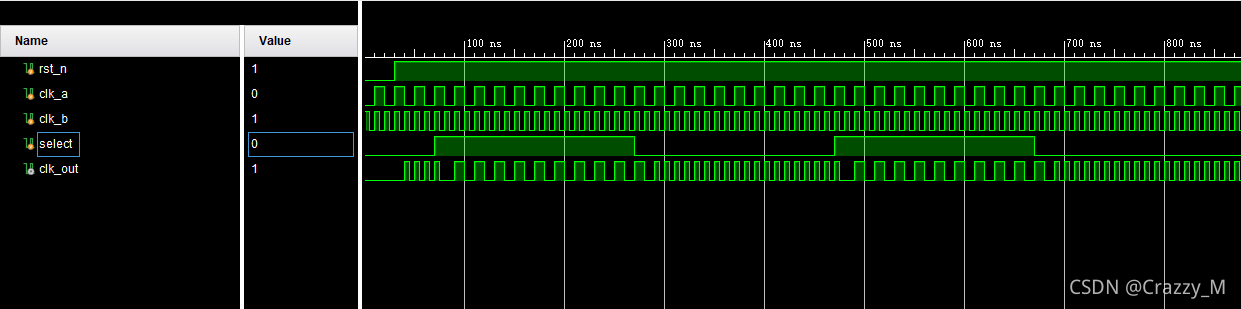 Name Value
100 ns 200 ns 300 ns 400 ns 500 ns 600 ns 700 ns 800 ns
rst_n 1
clk_a 0
clk_b 1
select 0
clk_out 1
CSDN @Crazzy_M